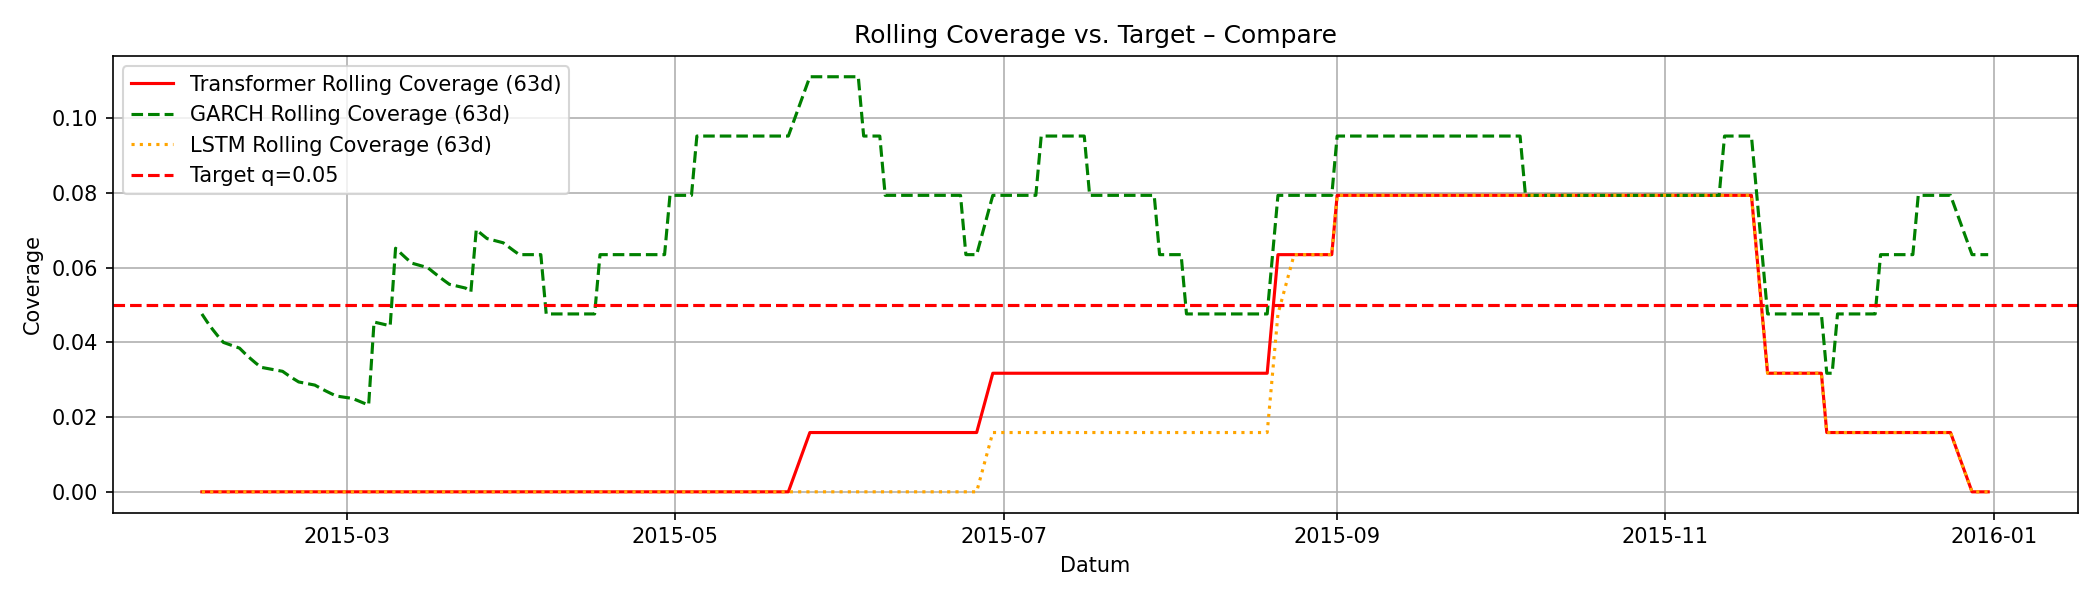 Rolling Coverage vs. Target – Compare
Transformer Rolling Coverage (63d)
GARCH Rolling Coverage (63d)
LSTM Rolling Coverage (63d)
Target q=0.05
Coverage
0.10
0.08
0.06
0.04
0.02
0.00
2015-03
2015-05
2015-07
2015-09
2015-11
2016-01
Datum